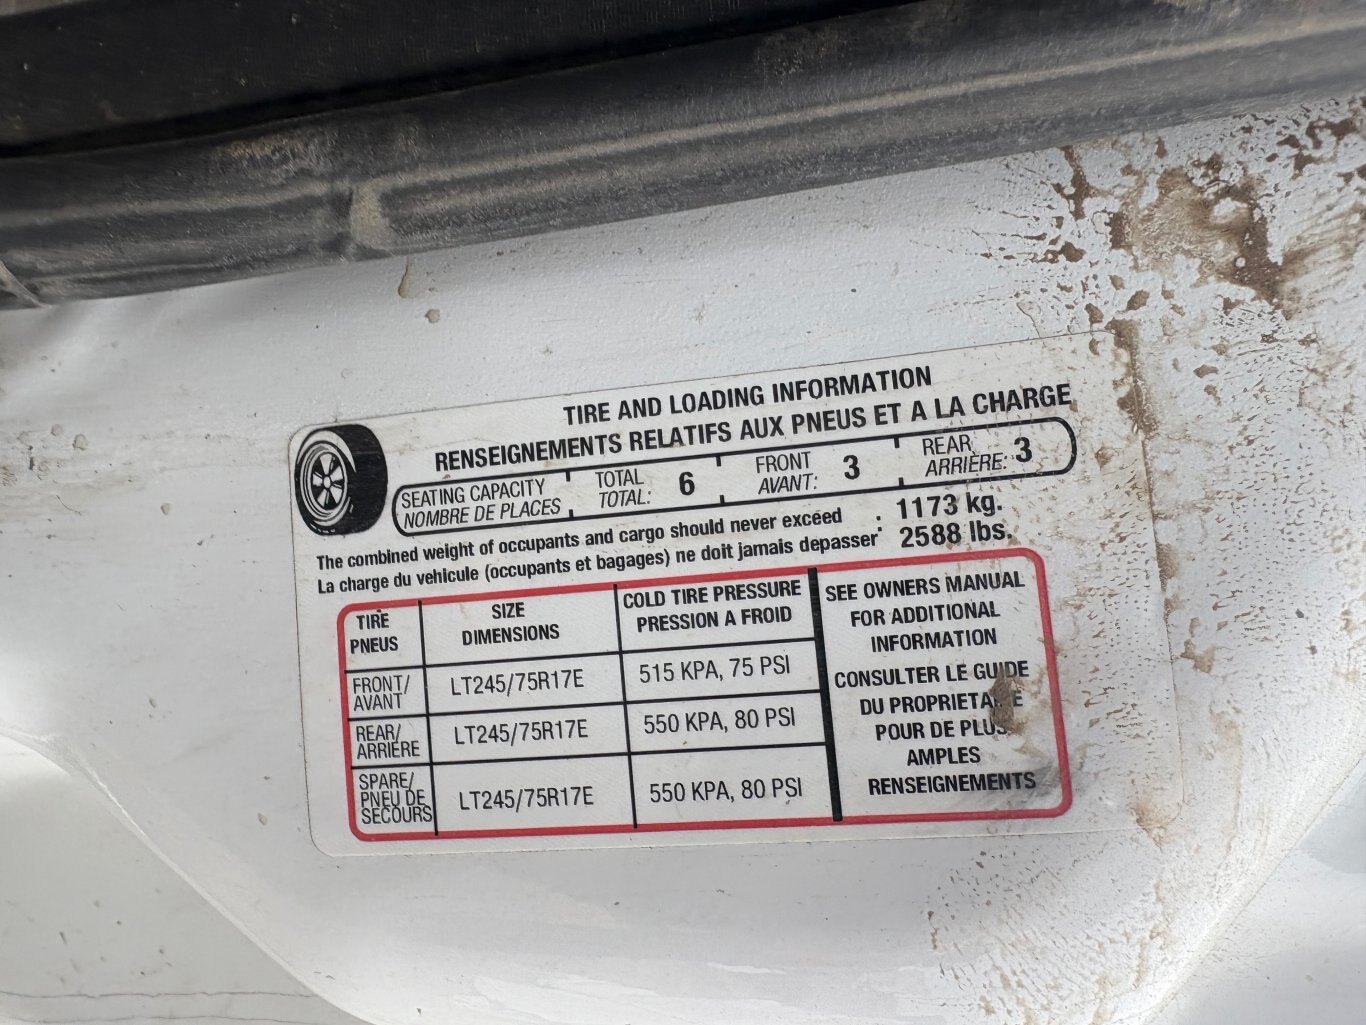 TIRE AND LOADING INFORMATION
RENSEIGNEMENTS RELATIFS AUX PNEUS ET A LA CHARGE
SEATING CAPACITY TOTAL FRONT REAR
NOMBRE DE PLACES TOTAL: 6 AVANT: 3 ARRIÈRE: 3
The combined weight of occupants and cargo should never exceed : 1173 kg.
La charge du vehicule (occupants et bagages) ne doit jamais depasser: 2588 lbs.
TIRE SIZE COLD TIRE PRESSURE
PNEUS DIMENSIONS PRESSION A FROID
FRONT/
AVANT LT245/75R17E 515 KPA, 75 PSI
REAR/
ARRIÈRE LT245/75R17E 550 KPA, 80 PSI
SPARE/
PNEU DE
SECOURS LT245/75R17E 550 KPA, 80 PSI
SEE OWNERS MANUAL
FOR ADDITIONAL
INFORMATION
CONSULTER LE GUIDE
DU
POUR DE PLUS
AMPLES
RENSEIGNEMENTS